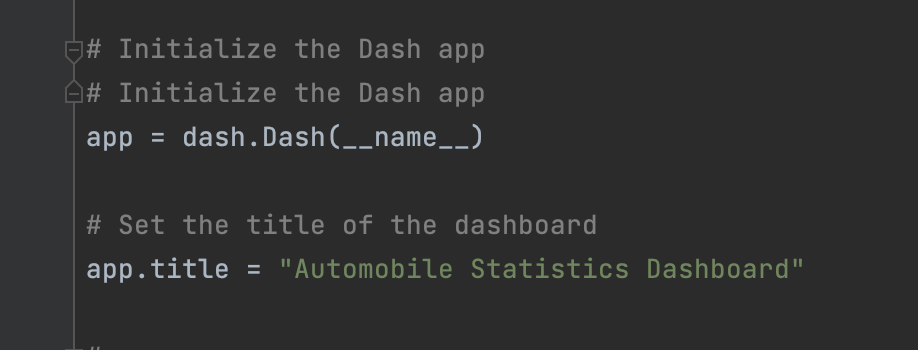 # Initialize the Dash app
# Initialize the Dash app
app = dash.Dash(__name__)
# Set the title of the dashboard
app.title = "Automobile Statistics Dashboard"
#